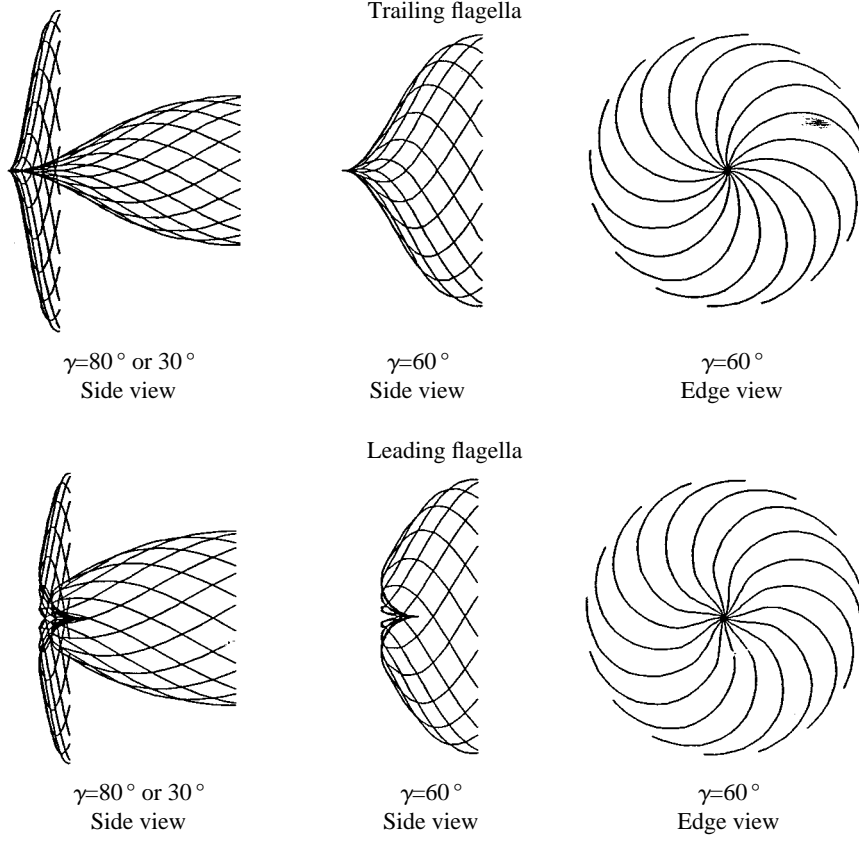 Trailing flagella
γ=80° or 30°
Side view
γ=60°
Side view
γ=60°
Edge view
Leading flagella
γ=80° or 30°
Side view
γ=60°
Side view
γ=60°
Edge view